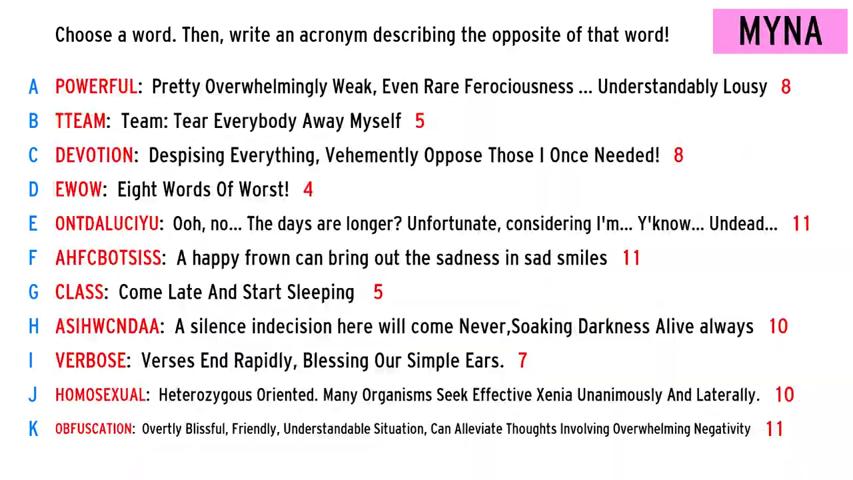 Choose a word. Then, write an acronym describing the opposite of that word!
MYNA
A POWERFUL: Pretty Overwhelmingly Weak, Even Rare Ferociousness ... Understandably Lousy 8
B TTEAM: Team: Tear Everybody Away Myself 5
C DEVOTION: Despising Everything, Vehemently Oppose Those I Once Needed! 8
D EWOW: Eight Words Of Worst! 4
E ONTDALUCIYU: Ooh, no... The days are longer? Unfortunate, considering I'm... Y'know... Undead... 11
F AHFCBOTSISS: A happy frown can bring out the sadness in sad smiles 11
G CLASS: Come Late And Start Sleeping 5
H ASIHWCNDAA: A silence indecision here will come Never,Soaking Darkness Alive always 10
I VERBOSE: Verses End Rapidly, Blessing Our Simple Ears. 7
J HOMOSEXUAL: Heterozygous Oriented. Many Organisms Seek Effective Xenia Unanimously And Laterally. 10
K OBFUSCATION: Overtly Blissful, Friendly, Understandable Situation, Can Alleviate Thoughts Involving Overwhelming Negativity 11